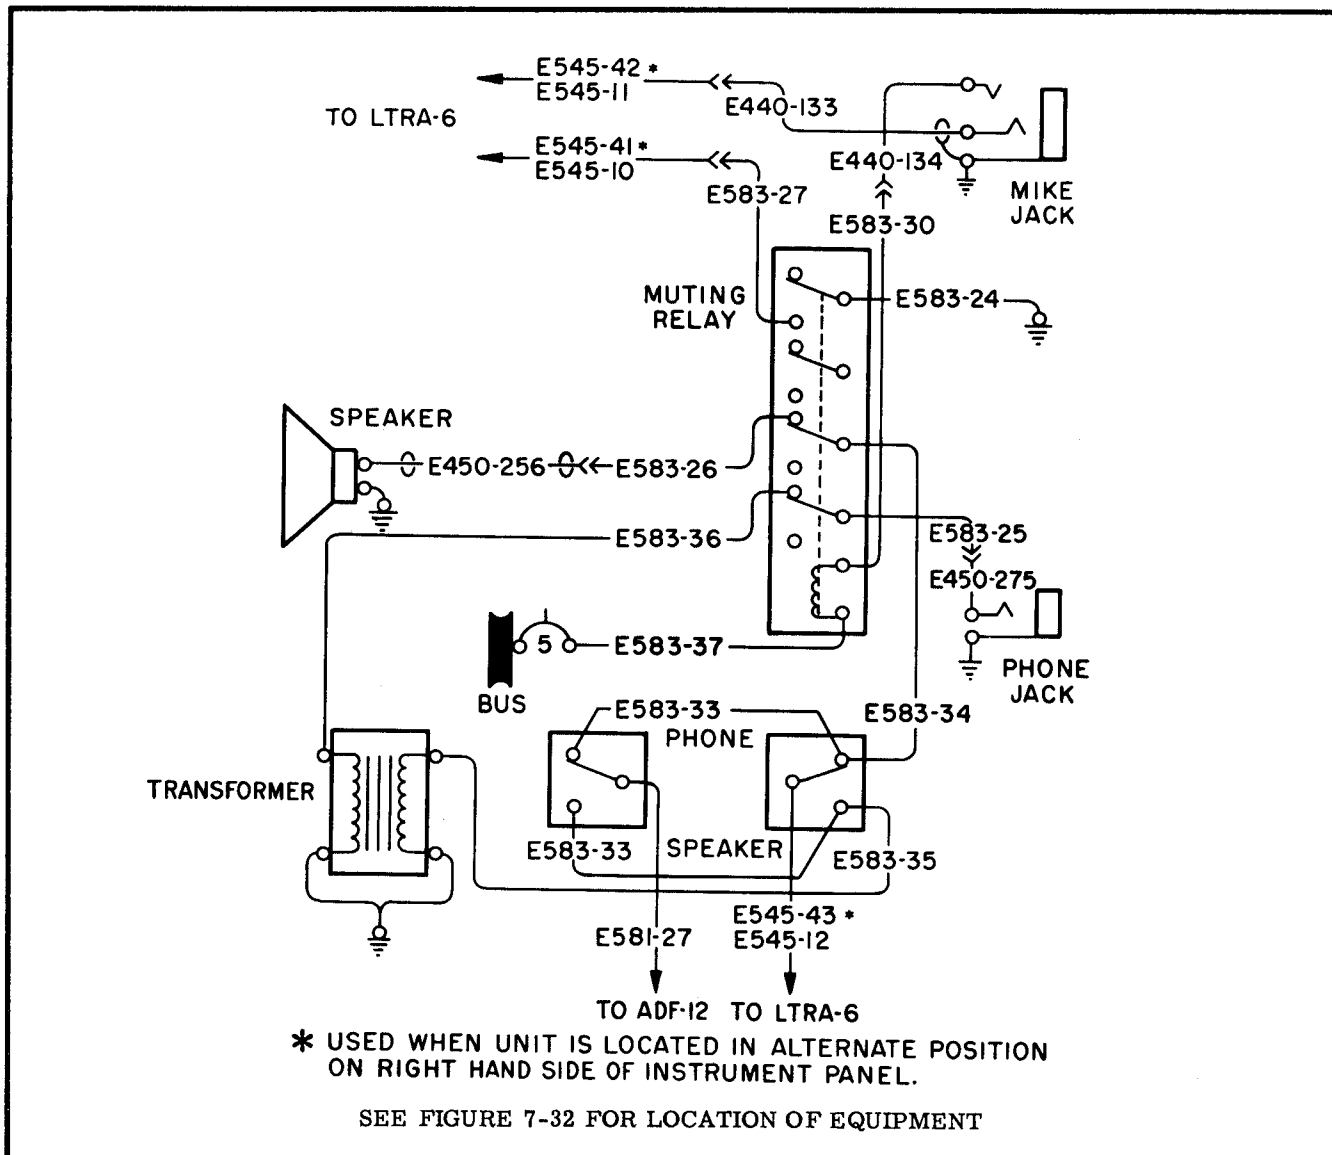 E545-42 *
E545-11
E440-133
TO LTRA-6
E545-41 *
E545-10
E440-134
E583-27
MIKE
JACK
E583-30
MUTING
RELAY
E583-24
SPEAKER
E450-256
E583-26
E583-36
E583-25
E450-275
5
E583-37
PHONE
JACK
BUS
E583-33
E583-34
PHONE
TRANSFORMER
E583-33
SPEAKER
E583-35
E545-43 *
E581-27
E545-12
TO ADF-12
TO LTRA-6
* USED WHEN UNIT IS LOCATED IN ALTERNATE POSITION
ON RIGHT HAND SIDE OF INSTRUMENT PANEL.
SEE FIGURE 7-32 FOR LOCATION OF EQUIPMENT